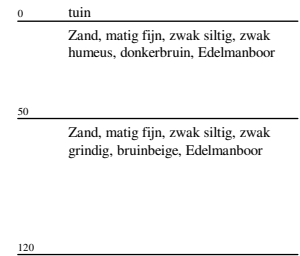 0 tuin
Zand, matig fijn, zwak siltig, zwak
humeus, donkerbruin, Edelmanboor
50
Zand, matig fijn, zwak siltig, zwak
grindig, bruinbeige, Edelmanboor
120